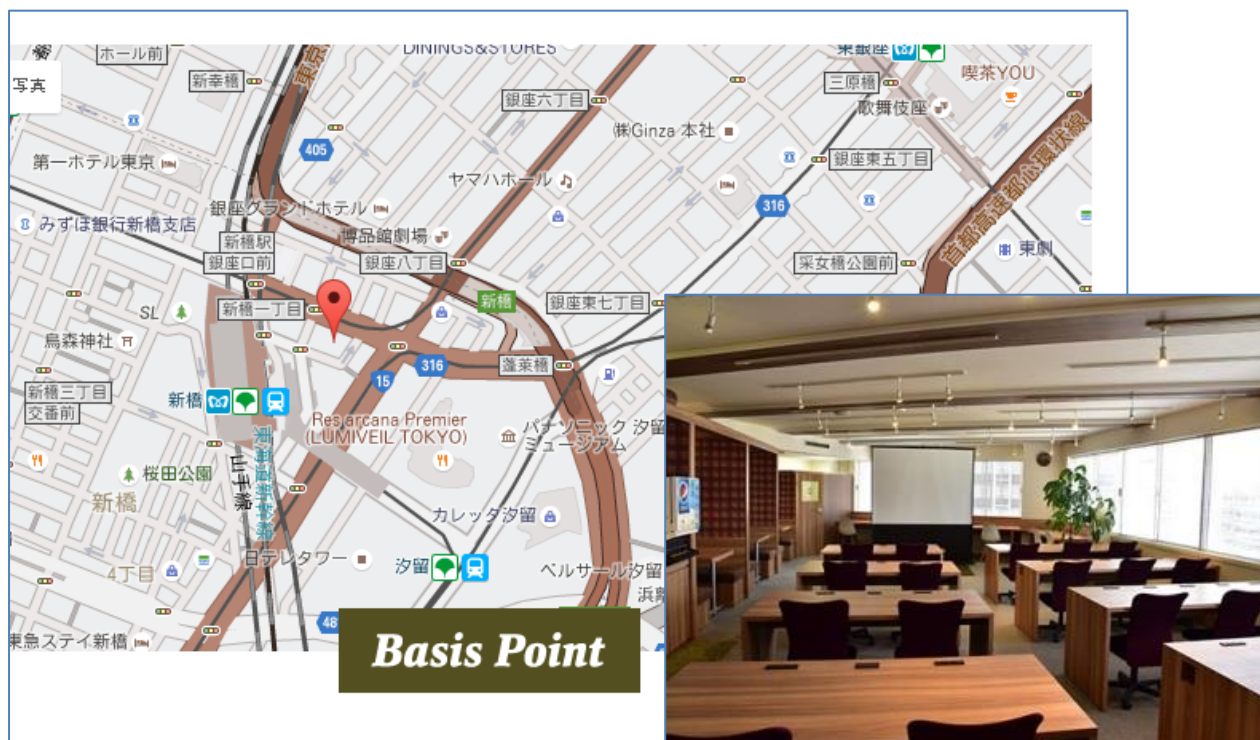 ホール前
DININGS&STORES
東銀座
新幸橋
三原橋
喫茶YOU
写真
銀座六丁目
歌舞伎座
405
㈱Ginza 本社
第一ホテル東京
銀座東五丁目
ヤマハホール
首都高速都心環状線
316
銀座グランドホテル
みずほ銀行新橋支店
新橋駅
銀座口前
博品館劇場
銀座八丁目
采女橋公園前
東劇
新橋
銀座東七丁目
SL
新橋一丁目
烏森神社
316
蓬莱橋
15
新橋三丁目
交番前
新橋
Res arcana Premier
(LUMIVEIL TOKYO)
パナソニック 汐留
ミュージアム
東海道新幹線
山手線
桜田公園
新橋
カレッタ汐留
日テレタワー
汐留
4丁目
ベルサール汐留
浜離
48
東急ステイ新橋
Basis Point